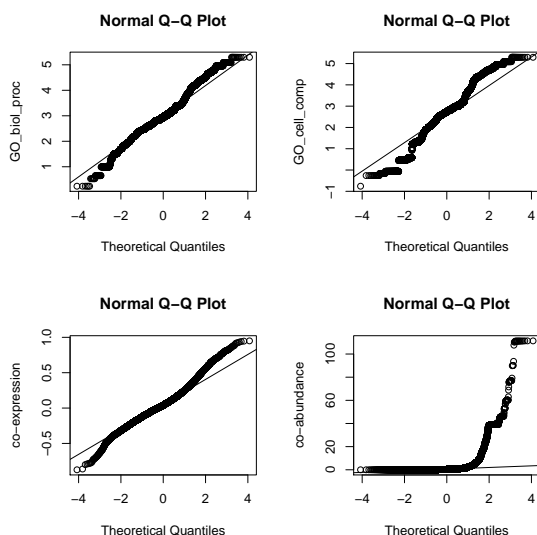 Normal Q−Q Plot
GO_biol_proc
5
4
3
2
1
−4 −2 0 2 4
Theoretical Quantiles
Normal Q−Q Plot
GO_cell_comp
5
4
3
2
1
−1
−4 −2 0 2 4
Theoretical Quantiles
Normal Q−Q Plot
co−expression
1.0
0.5
0.0
−0.5
−4 −2 0 2 4
Theoretical Quantiles
Normal Q−Q Plot
co−abundance
100
60
20
0
−4 −2 0 2 4
Theoretical Quantiles